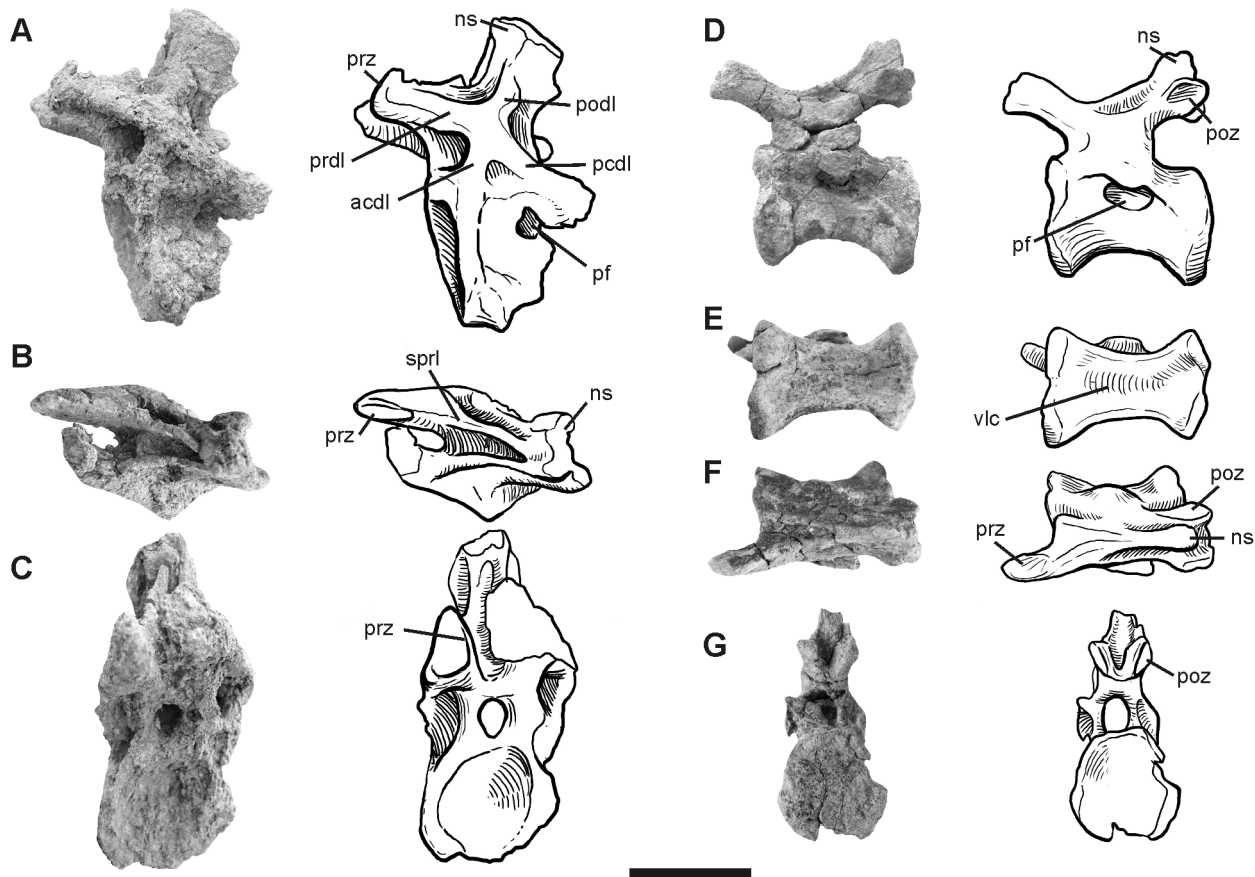 A
ns
prz
podl
prdl
pcdl
acdl
pf
B
sprl
ns
prz
C
prz
D
ns
poz
pf
E
vlc
F
poz
prz
ns
G
poz